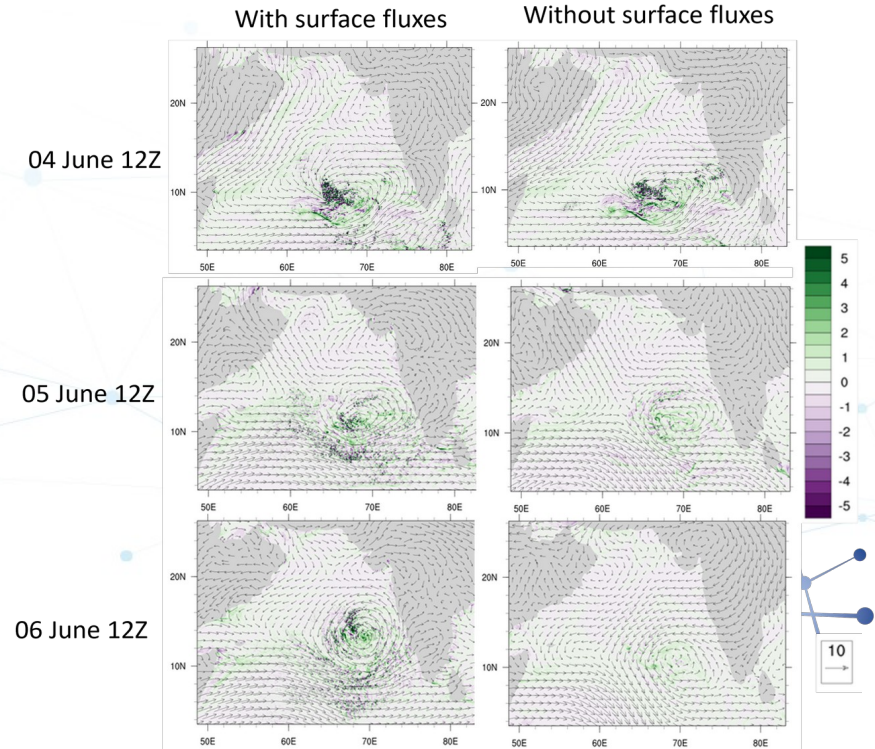 With surface fluxes
Without surface fluxes
04 June 12Z
20N
10N
50E 60E 70E 80E
20N
10N
50E 60E 70E 80E
05 June 12Z
20N
10N
50E 60E 70E 80E
20N
10N
50E 60E 70E 80E
5
4
3
2
1
0
-1
-2
-3
-4
-5
06 June 12Z
20N
10N
50E 60E 70E 80E
20N
10N
50E 60E 70E 80E
10